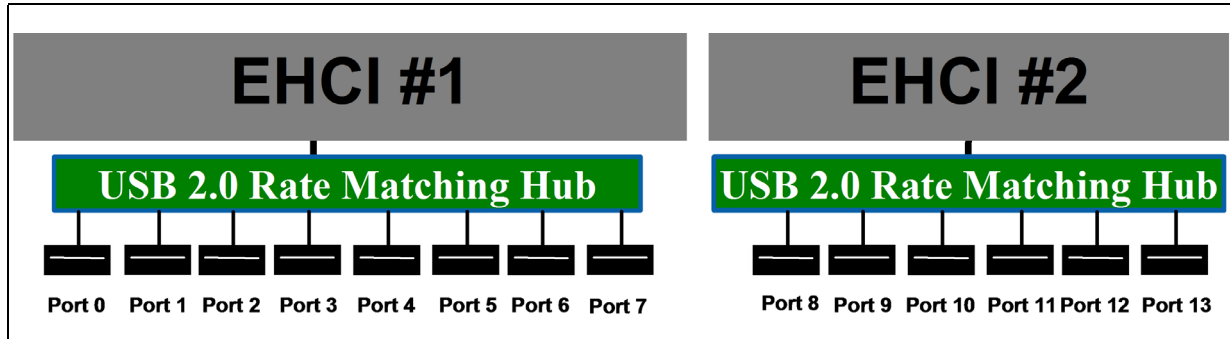 EHCI #1
EHCI #2
USB 2.0 Rate Matching Hub
USB 2.0 Rate Matching Hub
Port 0 Port 1 Port 2 Port 3 Port 4 Port 5 Port 6 Port 7
Port 8 Port 9 Port 10 Port 11 Port 12 Port 13